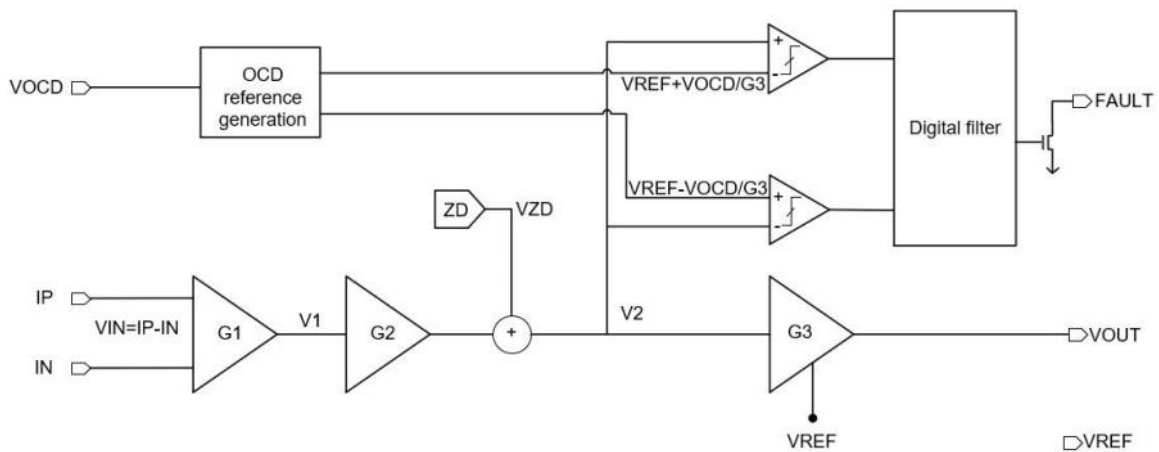 VOCD
OCD
reference
generation
+
-
VREF+VOCD/G3
Digital filter
FAULT
VREF-VOCD/G3
+
-
ZD
VZD
IP
VIN=IP-IN
IN
G1
V1
G2
+
V2
G3
VOUT
VREF
VREF